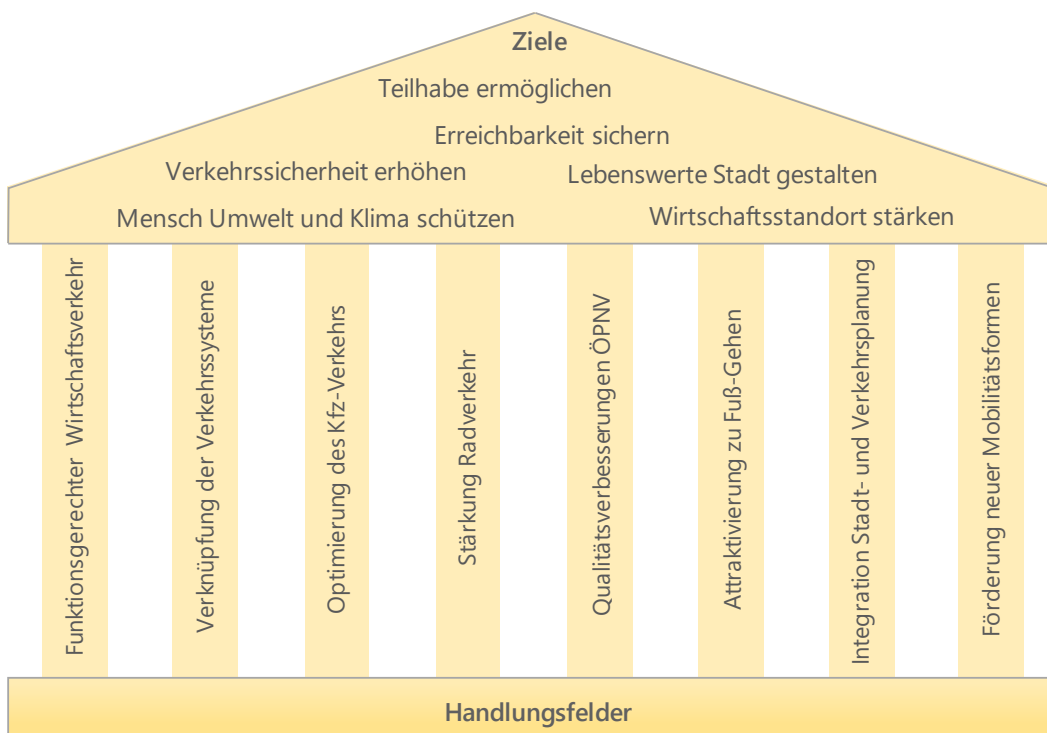 Ziele
Teilhabe ermöglichen
Erreichbarkeit sichern
Verkehrssicherheit erhöhen
Lebenswerte Stadt gestalten
Mensch Umwelt und Klima schützen
Wirtschaftsstandort stärken
Funktionsgerechter Wirtschaftsverkehr
Verknüpfung der Verkehrssysteme
Optimierung des Kfz-Verkehrs
Stärkung Radverkehr
Qualitätsverbesserungen ÖPNV
Attraktivierung zu Fuß-Gehen
Integration Stadt- und Verkehrsplanung
Förderung neuer Mobilitätsformen
Handlungsfelder